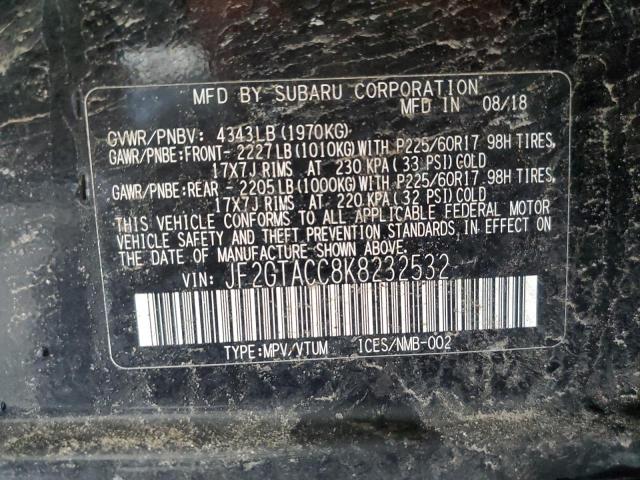 MFD BY SUBARU CORPORATION
MFD IN 08/18
GVWR/PNBV: 4343LB(1970KG)
GAWR/PNBE:FRONT- 2227LB(1010KG)WITH P225/60R17 98H TIRES,
17X7J RIMS AT 230 KPA(33 PSI)COLD
GAWR/PNBE:REAR - 2205LB(1000KG)WITH P225/60R17 98H TIRES,
17X7J RIMS AT 220 KPA(32 PSI)COLD
THIS VEHICLE CONFORMS TO ALL APPLICABLE FEDERAL MOTOR
VEHICLE SAFETY AND THEFT PREVENTION STANDARDS IN EFFECT ON
THE DATE OF MANUFACTURE SHOWN ABOVE.
VIN: JF2GTACC8K8232532
TYPE:MPV/VTUM ICES/NMB-002